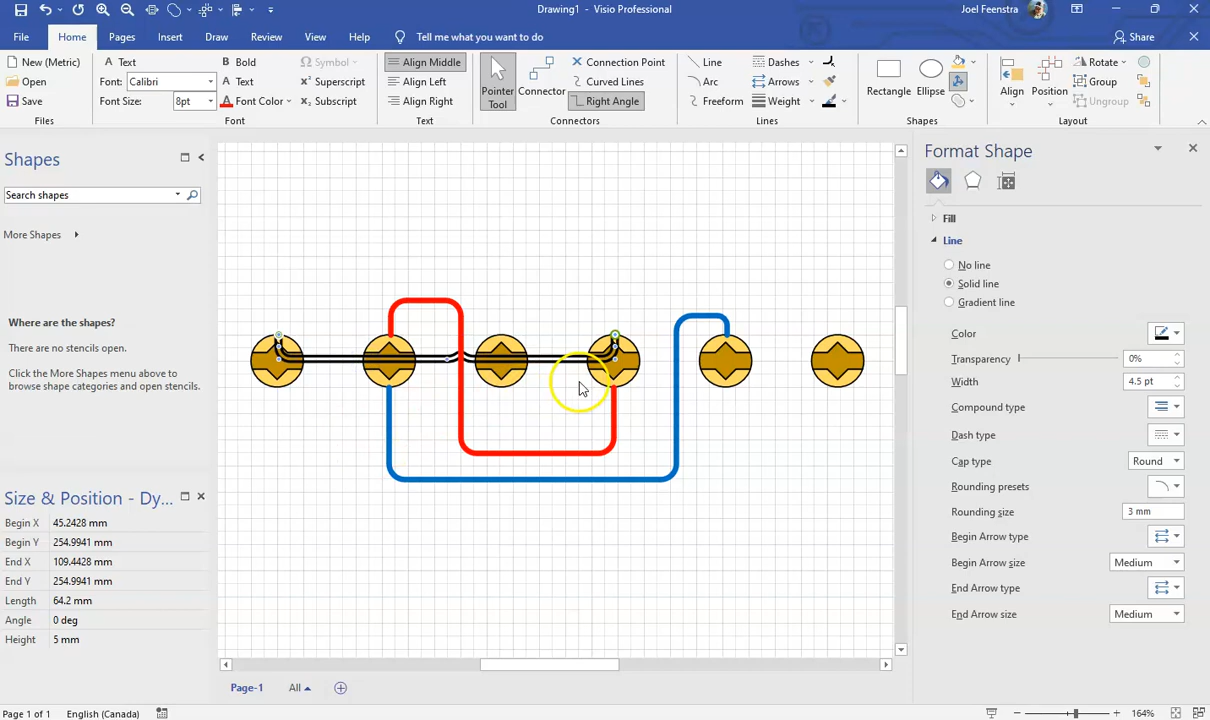 Drawing1 - Visio Professional
Joel Feenstra
File Home Pages Insert Draw Review View Help Tell me what you want to do Share
New (Metric)
Open
Save
Files
Text Bold Symbol
Font: Calibri Text Superscript
Font Size: 8pt Font Color Subscript
Font
Align Middle
Align Left
Align Right
Text
Pointer Tool
Connector
Connection Point
Curved Lines
Right Angle
Connectors
Line Dashes
Arc Arrows
Freeform Weight
Lines
Rectangle Ellipse
Shapes
Align Position
Rotate
Group
Ungroup
Layout
Shapes
Search shapes
More Shapes
Where are the shapes?
There are no stencils open.
Click the More Shapes menu above to
browse shape categories and open stencils.
Size & Position - Dy...
Begin X 45.2428 mm
Begin Y 254.9941 mm
End X 109.4428 mm
End Y 254.9941 mm
Length 64.2 mm
Angle 0 deg
Height 5 mm
Format Shape
Fill
Line
No line
Solid line
Gradient line
Color
Transparency 0%
Width 4.5 pt
Compound type
Dash type
Cap type Round
Rounding presets
Rounding size 3 mm
Begin Arrow type
Begin Arrow size Medium
End Arrow type
End Arrow size Medium
Page-1 All
Page 1 of 1 English (Canada) 164%